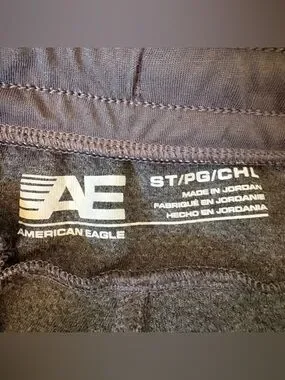 AE
ST/PG/CHL
MADE IN JORDAN
FABRIQUÉ EN JORDANIE
HECHO EN JORDANIA
AMERICAN EAGLE